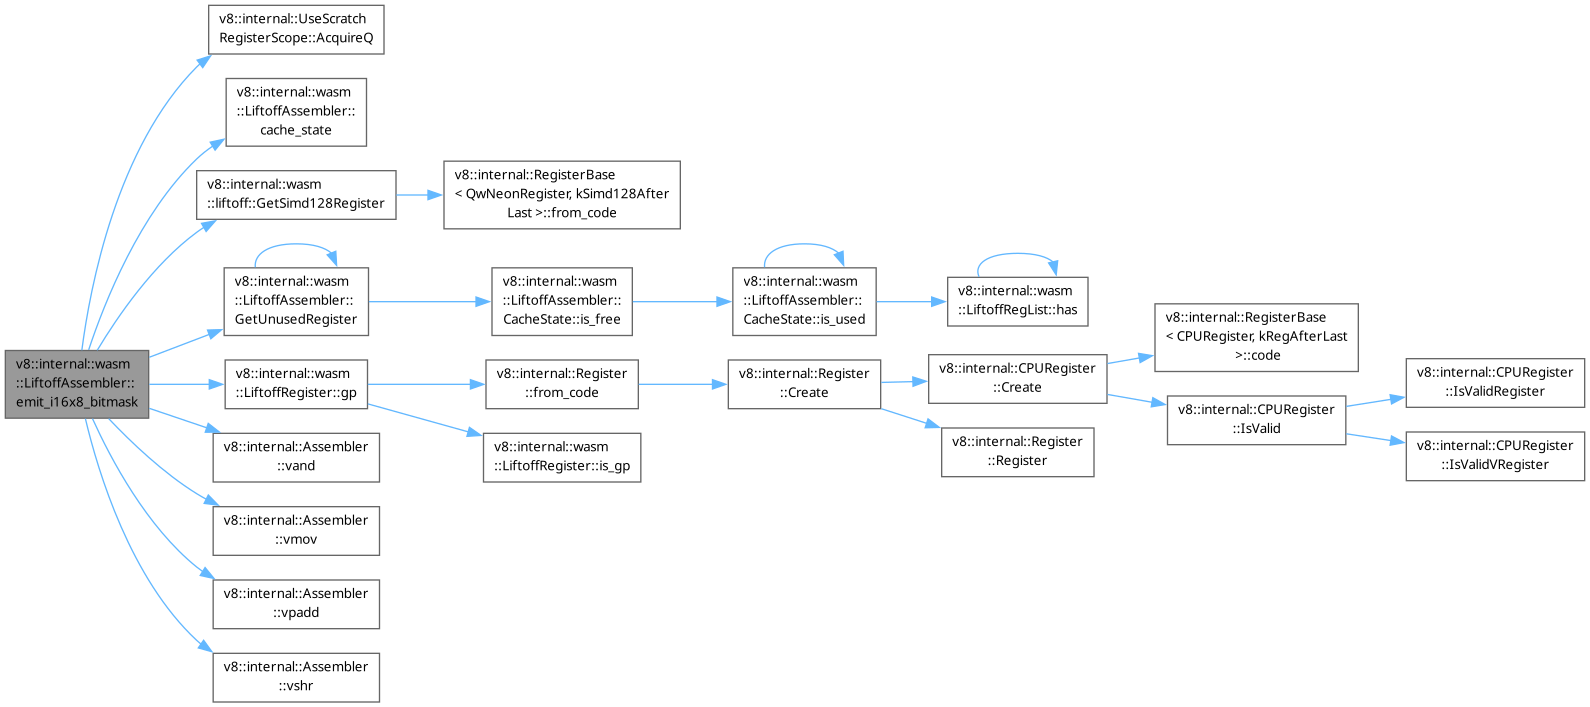 v8::internal::UseScratch
RegisterScope::AcquireQ
v8::internal::wasm
::LiftoffAssembler::
cache_state
v8::internal::wasm
::liftoff::GetSimd128Register
v8::internal::RegisterBase
< QwNeonRegister, kSimd128After
Last >::from_code
v8::internal::wasm
::LiftoffAssembler::
GetUnusedRegister
v8::internal::wasm
::LiftoffAssembler::
CacheState::is_free
v8::internal::wasm
::LiftoffAssembler::
CacheState::is_used
v8::internal::wasm
::LiftoffRegList::has
v8::internal::wasm
::LiftoffAssembler::
emit_i16x8_bitmask
v8::internal::wasm
::LiftoffRegister::gp
v8::internal::Register
::from_code
v8::internal::Register
::Create
v8::internal::CPURegister
::Create
v8::internal::RegisterBase
< CPURegister, kRegAfterLast
>::code
v8::internal::CPURegister
::IsValid
v8::internal::CPURegister
::IsValidRegister
v8::internal::CPURegister
::IsValidVRegister
v8::internal::Register
::Register
v8::internal::wasm
::LiftoffRegister::is_gp
v8::internal::Assembler
::vand
v8::internal::Assembler
::vmov
v8::internal::Assembler
::vpadd
v8::internal::Assembler
::vshr